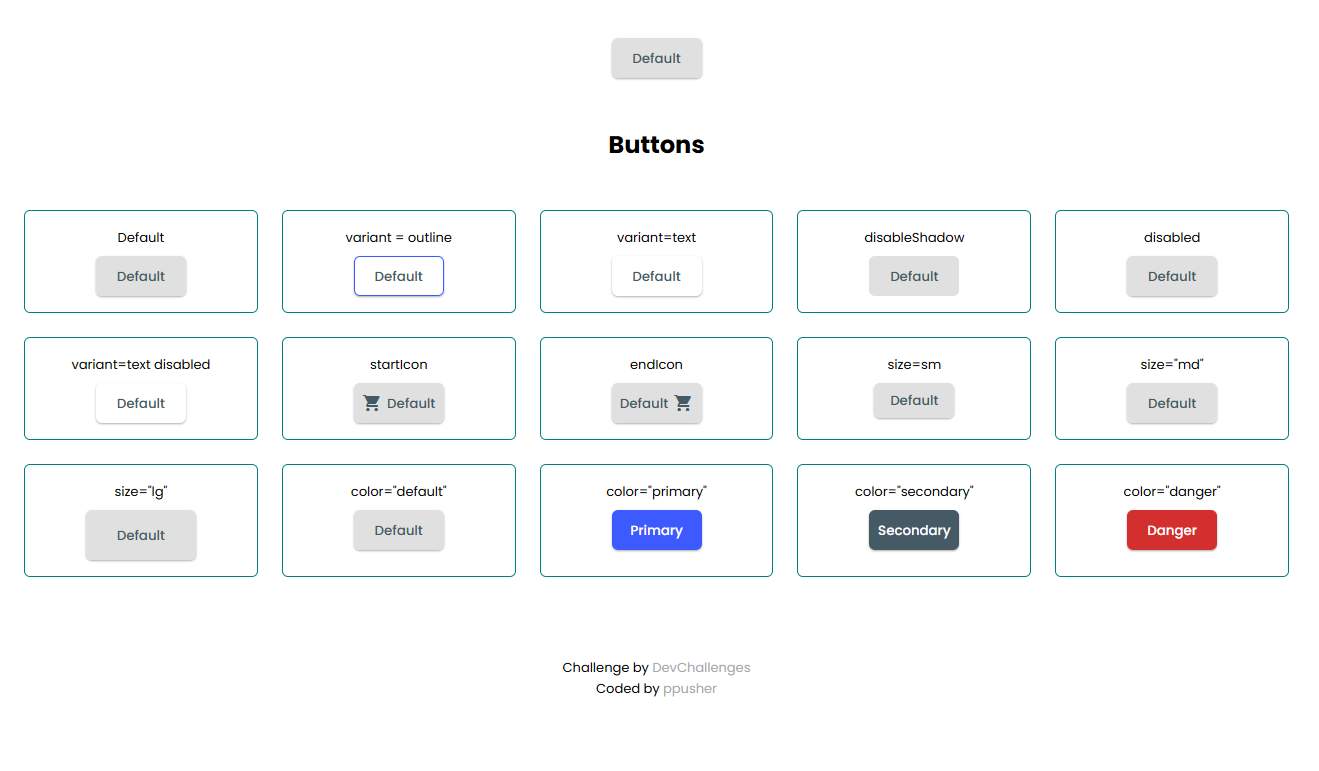 Default
Buttons
Default
Default
variant = outline
Default
variant=text
Default
disableShadow
Default
disabled
Default
variant=text disabled
Default
startIcon
Default
endIcon
Default
size=sm
Default
size="md"
Default
size="lg"
Default
color="default"
Default
color="primary"
Primary
color="secondary"
Secondary
color="danger"
Danger
Challenge by DevChallenges
Coded by ppusher